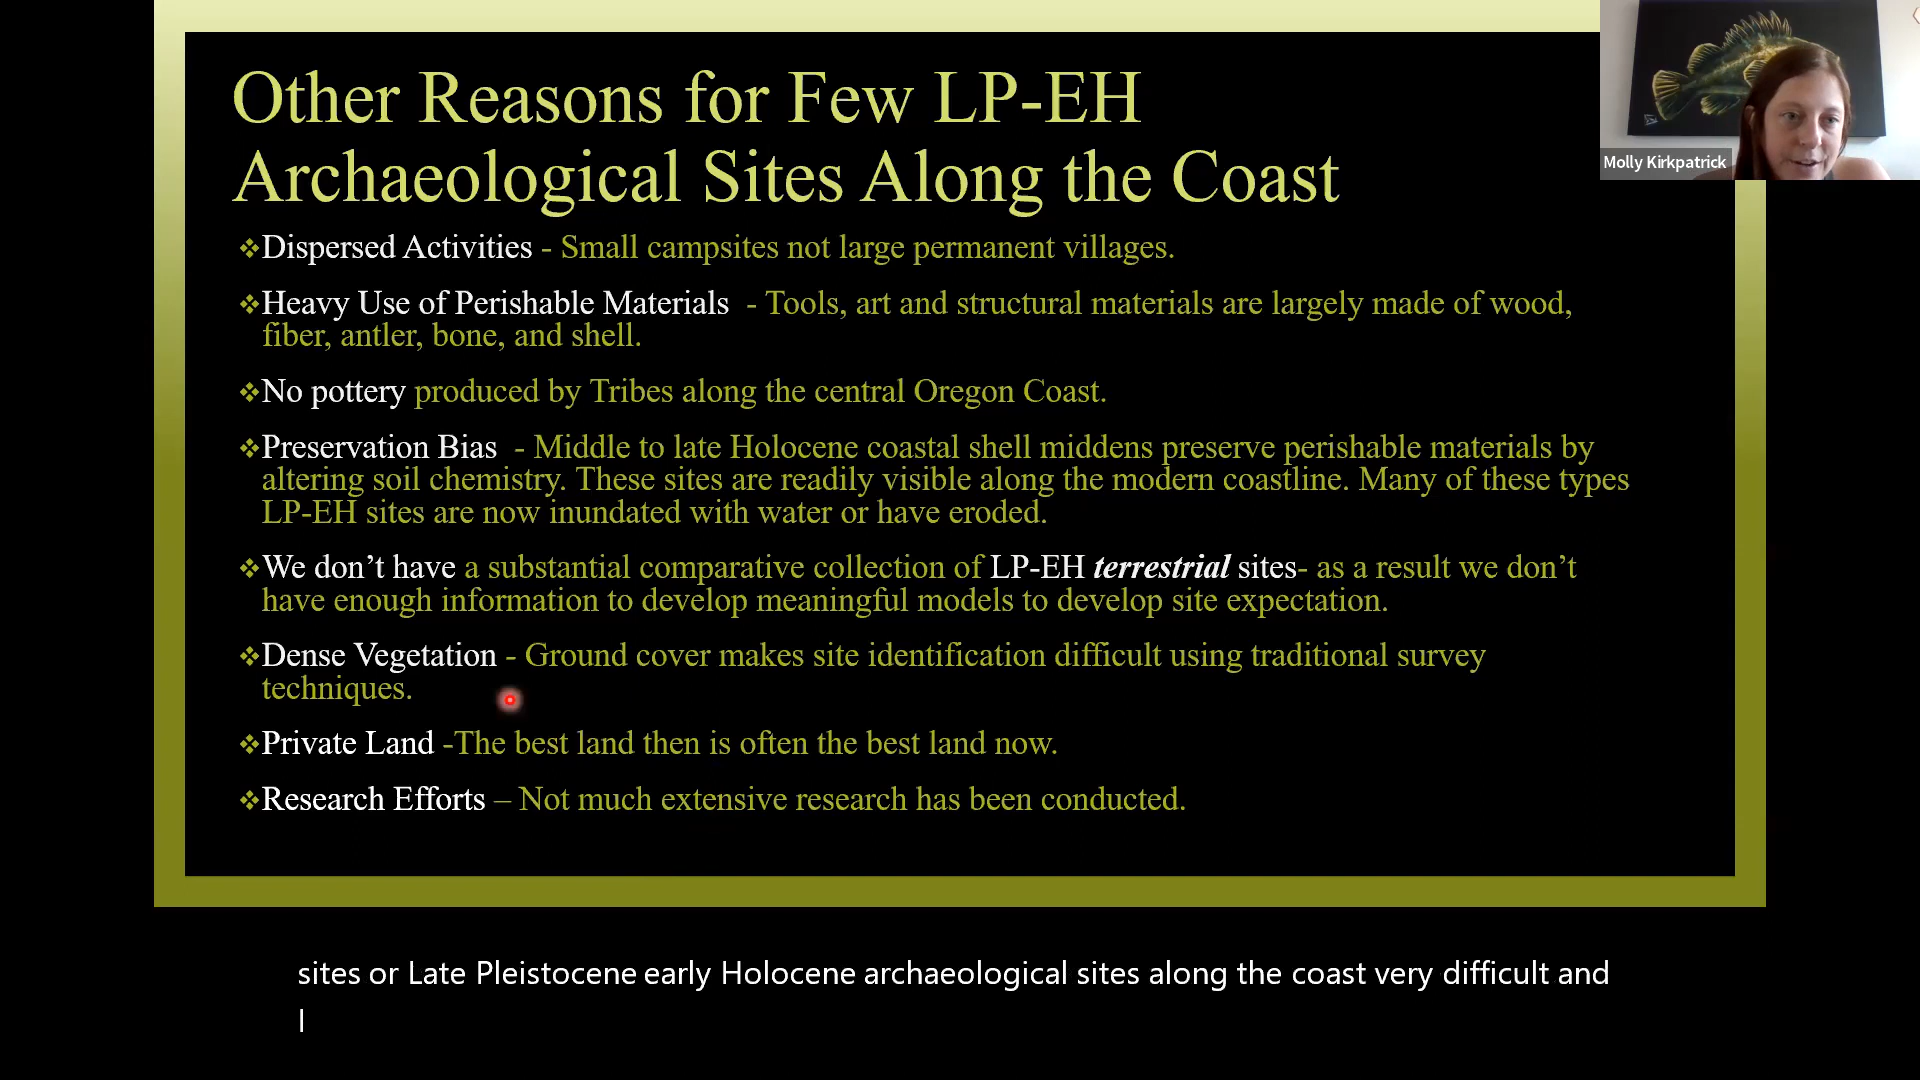 Other Reasons for Few LP-EH
Archaeological Sites Along the Coast
Molly Kirkpatrick
❖Dispersed Activities - Small campsites not large permanent villages.
❖Heavy Use of Perishable Materials - Tools, art and structural materials are largely made of wood,
fiber, antler, bone, and shell.
❖No pottery produced by Tribes along the central Oregon Coast.
❖Preservation Bias - Middle to late Holocene coastal shell middens preserve perishable materials by
altering soil chemistry. These sites are readily visible along the modern coastline. Many of these types
LP-EH sites are now inundated with water or have eroded.
❖We don’t have a substantial comparative collection of LP-EH terrestrial sites- as a result we don’t
have enough information to develop meaningful models to develop site expectation.
❖Dense Vegetation - Ground cover makes site identification difficult using traditional survey
techniques.
❖Private Land -The best land then is often the best land now.
❖Research Efforts – Not much extensive research has been conducted.
sites or Late Pleistocene early Holocene archaeological sites along the coast very difficult and
I